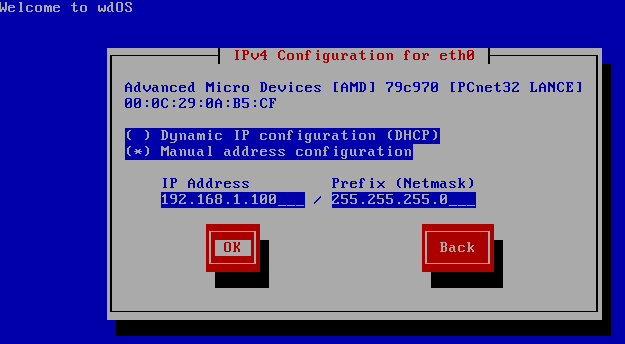 Welcome to wdOS
IPv4 Configuration for eth0
Advanced Micro Devices [AMD] 79c970 [PCnet32 LANCE]
00:0C:29:0A:B5:CF
( ) Dynamic IP configuration (DHCP)
(*) Manual address configuration
IP Address Prefix (Netmask)
192.168.1.100___ / 255.255.255.0___
OK Back